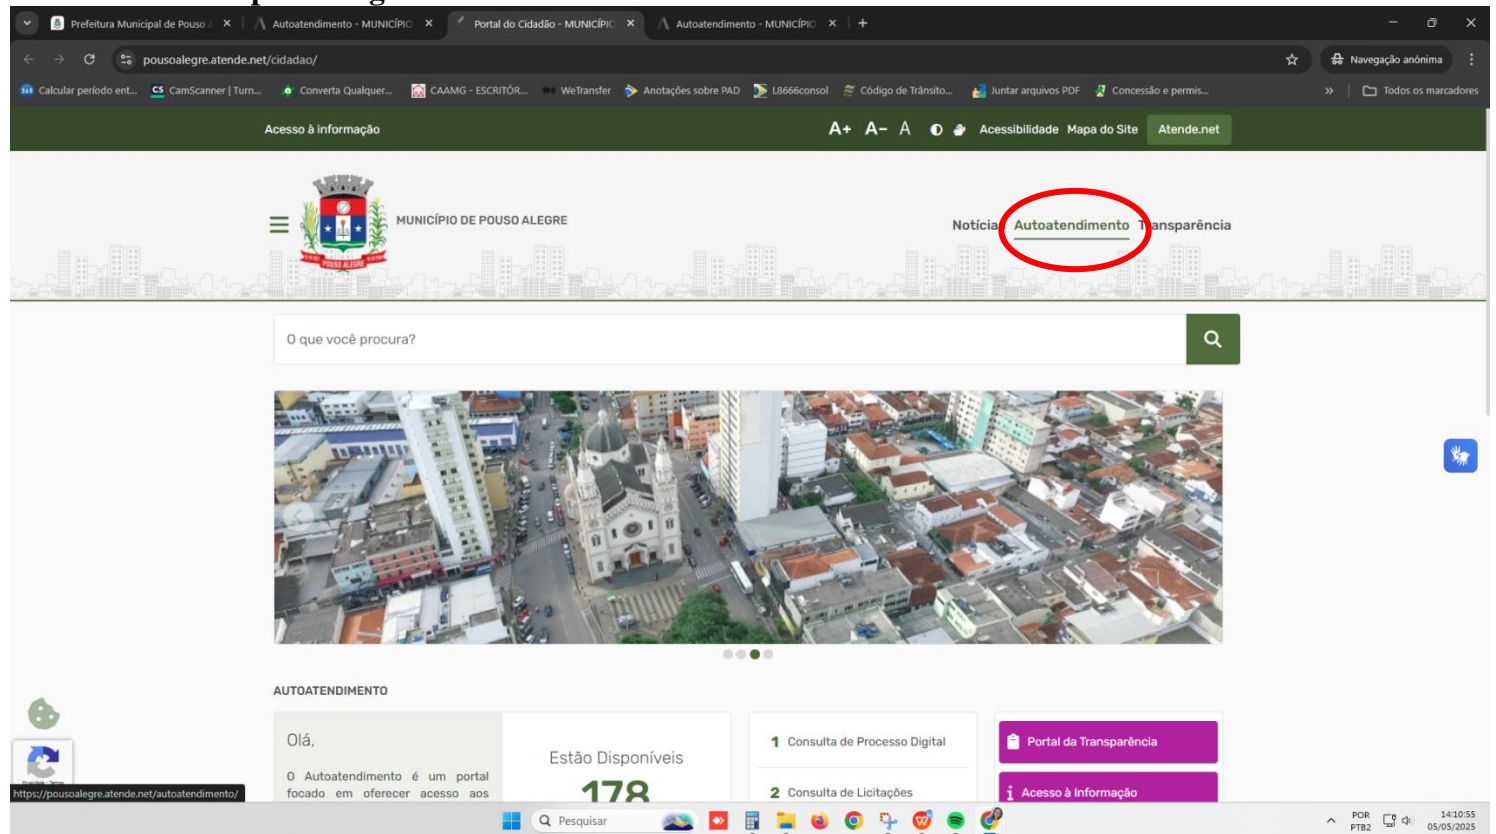 Prefeitura Municipal de Pouso A
Autoatendimento - MUNICÍPIO
Portal do Cidadão - MUNICÍPIO
Autoatendimento - MUNICÍPIO
pousoalegre.atende.net/cidadao/
Navegação anônima
Calcular período ent...
CamScanner | Turn...
Converta Qualquer...
CAAMG - ESCRITÓR...
WeTransfer
Anotações sobre PAD
L8666consol
Código de Trânsito...
Juntar arquivos PDF
Concessão e permis...
Todos os marcadores
Acesso à informação
A+ A- A
Acessibilidade
Mapa do Site
Atende.net
POUSO ALEGRE
MUNICÍPIO DE POUSO ALEGRE
Notícia
Autoatendimento
Transparência
O que você procura?
AUTOATENDIMENTO
Olá,
O Autoatendimento é um portal
focado em oferecer acesso aos
Estão Disponíveis
178
1 Consulta de Processo Digital
2 Consulta de Licitações
Portal da Transparência
Acesso à Informação
https://pousoalegre.atende.net/autoatendimento/
Pesquisar
POR
PTB2
14:10:55
05/05/2025